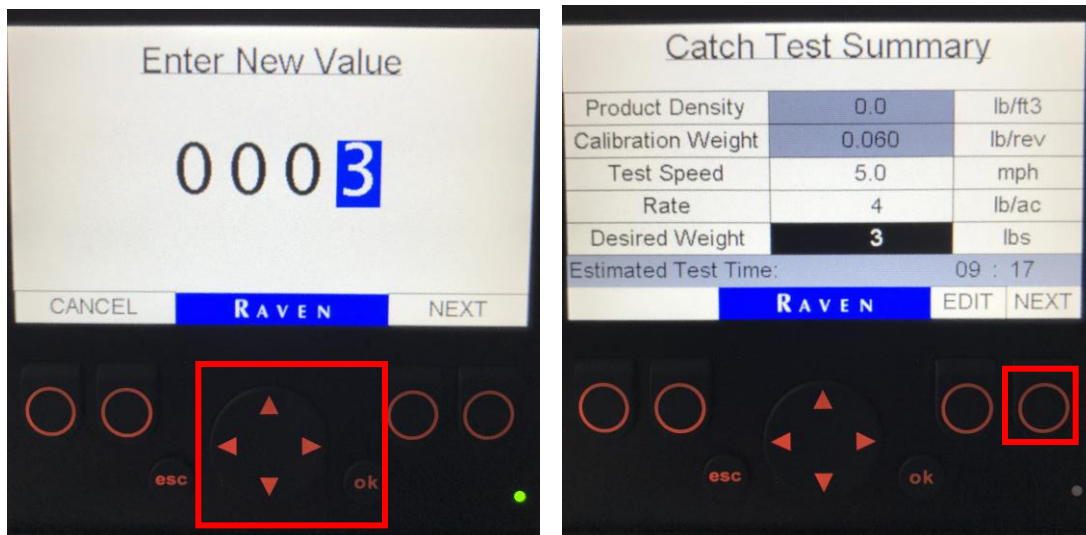 Enter New Value
0003
CANCEL RAVEN NEXT
esc ok
Catch Test Summary
Product Density 0.0 lb/ft3
Calibration Weight 0.060 lb/rev
Test Speed 5.0 mph
Rate 4 lb/ac
Desired Weight 3 lbs
Estimated Test Time: 09 : 17
RAVEN EDIT NEXT
esc ok